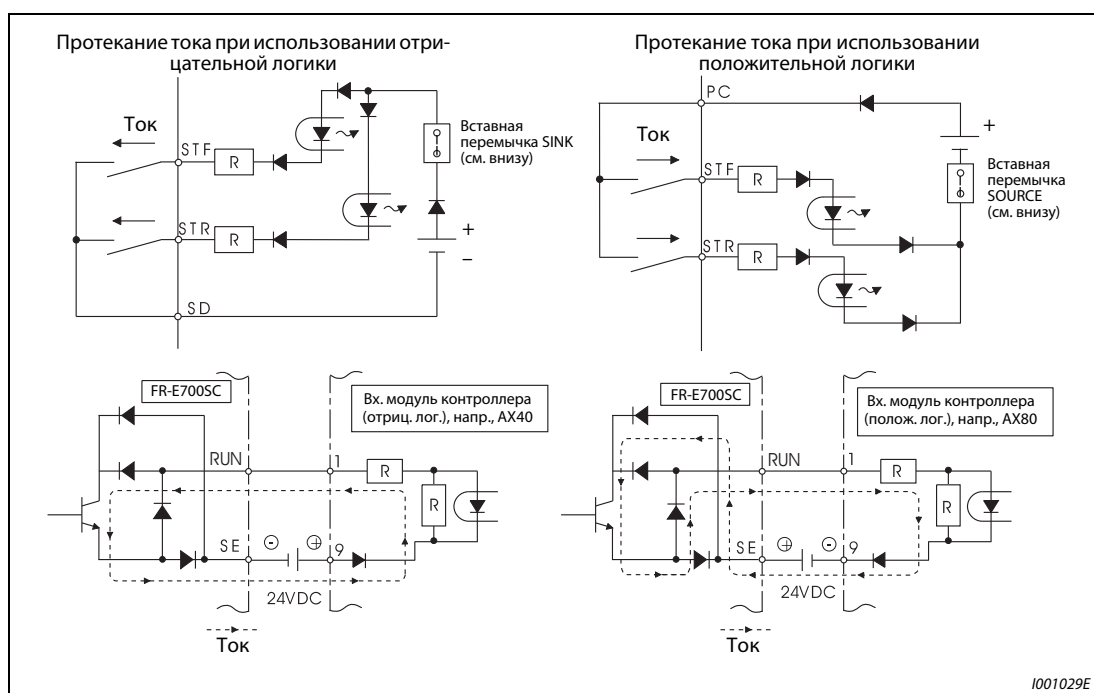 Протекание тока при использовании отри-
цательной логики
Ток
STF
R
STR
R
SD
Вставная
перемычка SINK
(см. внизу)
+
–
Протекание тока при использовании
положительной логики
PC
Ток
STF
R
STR
R
+
Вставная
перемычка
SOURCE
(см. внизу)
FR-E700SC
Вх. модуль контроллера
(отриц. лог.), напр., AX40
RUN
1
R
R
SE
-
+
9
24VDC
Ток
FR-E700SC
Вх. модуль контроллера
(полож. лог.), напр., AX80
RUN
1
R
R
SE
+
-
9
24VDC
Ток
I001029E